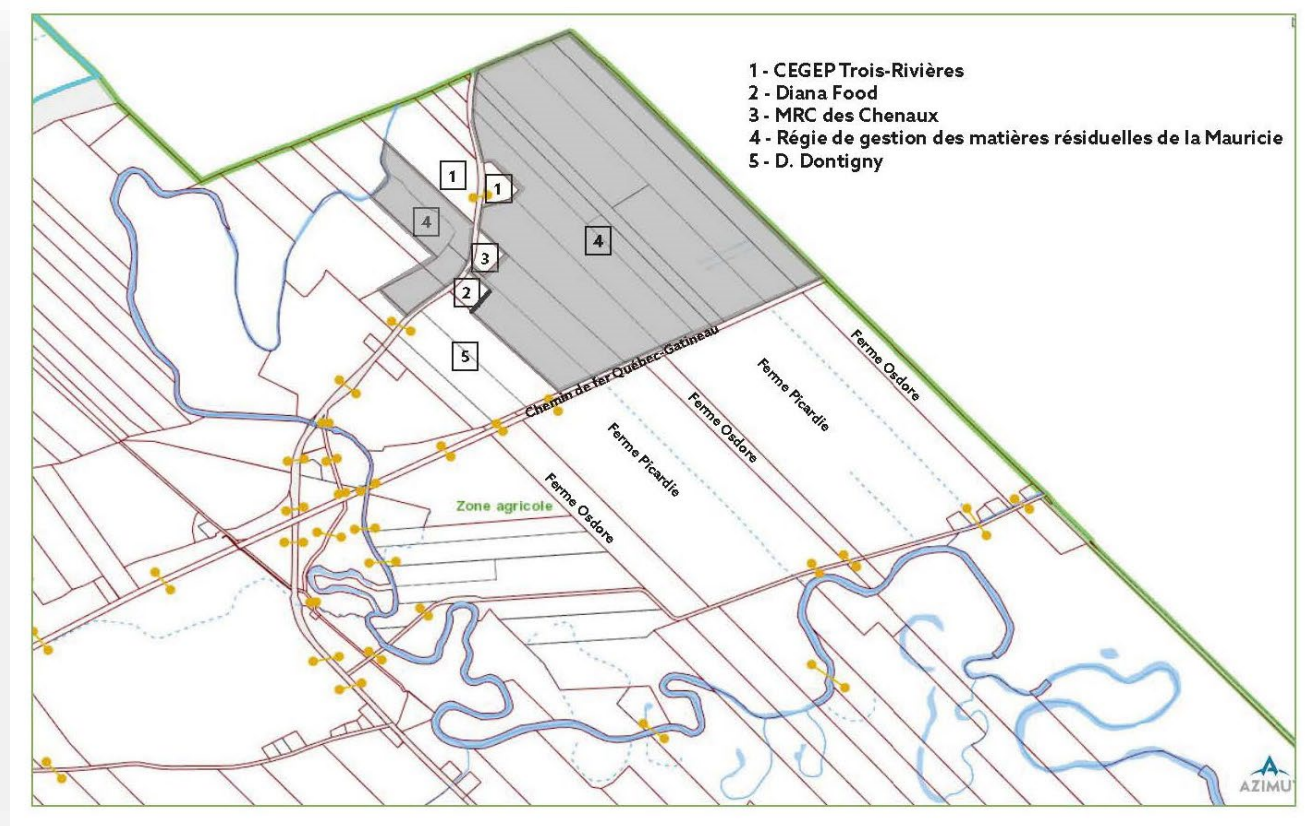 1 - CEGEP Trois-Rivières
2 - Diana Food
3 - MRC des Chenaux
4 - Régie de gestion des matières résiduelles de la Mauricie
5 - D. Dontigny
1
1
4
4
3
2
5
Chemin de fer Québec-Gatineau
Ferme Osdore
Ferme Picardie
Ferme Osdore
Ferme Picardie
Ferme Osdore
Zone agricole
AZIMU